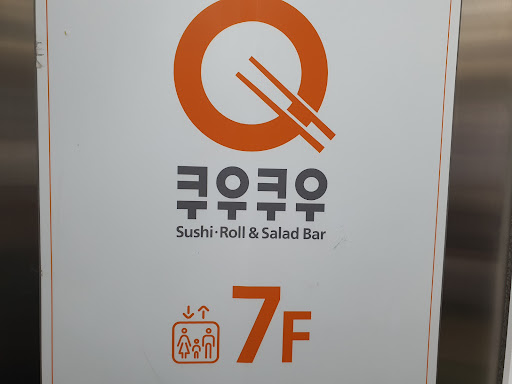 쿠우쿠우
Sushi·Roll & Salad Bar
7F